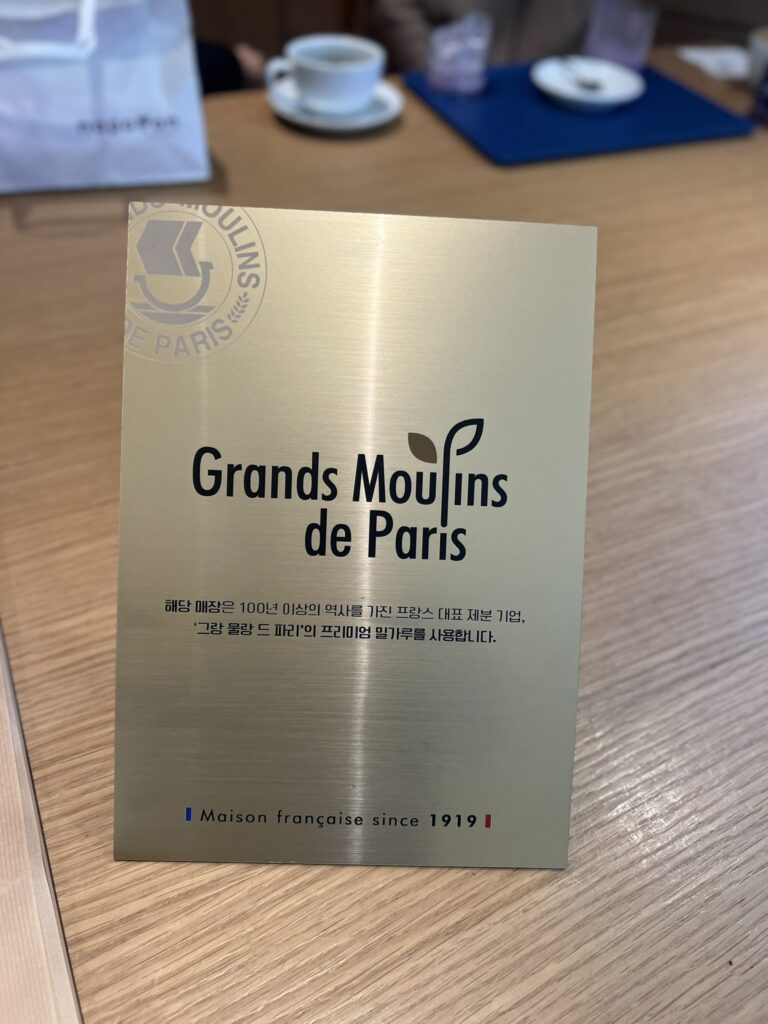 MOULINS
DE PARIS
Grands Moulins
de Paris
해당 매장은 100년 이상의 역사를 가진 프랑스 대표 제분 기업,
‘그랑 물랑 드 파리’의 프리미엄 밀가루를 사용합니다.
Maison française since 1919